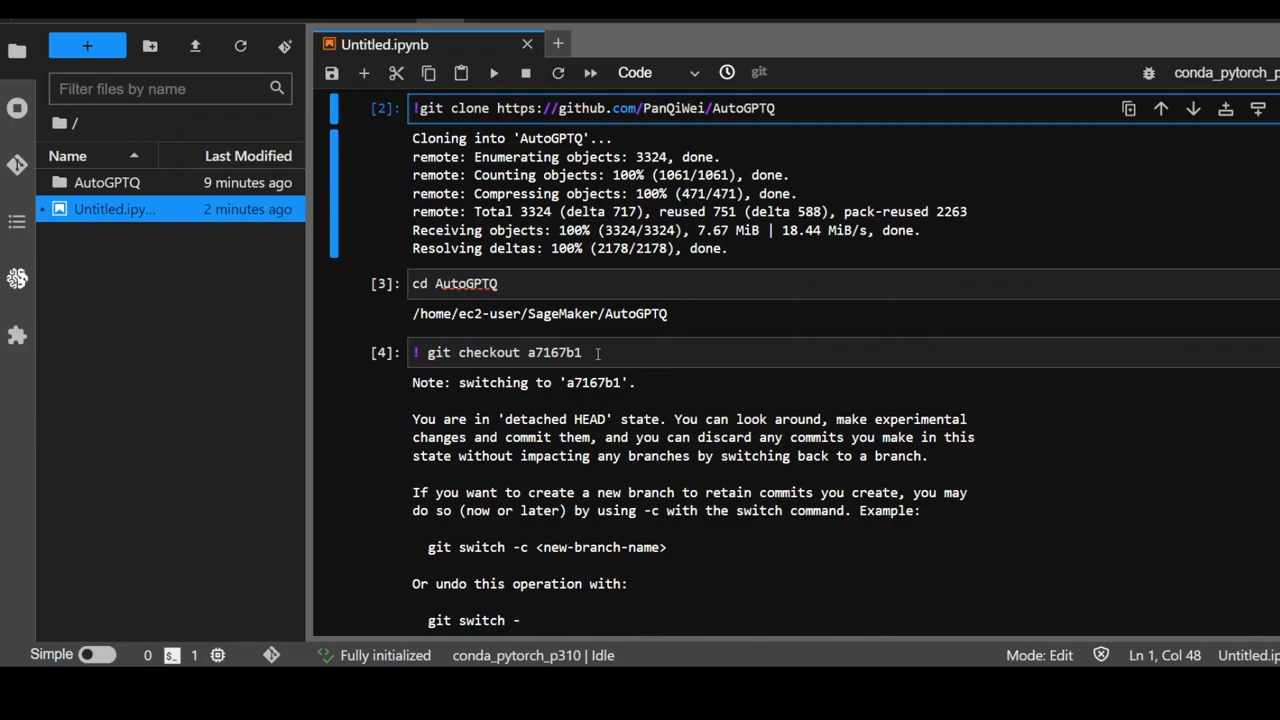 Untitled.ipynb
Code
git
conda_pytorch_p
Filter files by name
/
Name
Last Modified
AutoGPTQ
9 minutes ago
Untitled.ipy...
2 minutes ago
[2]:
!git clone https://github.com/PanQiWei/AutoGPTQ
Cloning into 'AutoGPTQ'...
remote: Enumerating objects: 3324, done.
remote: Counting objects: 100% (1061/1061), done.
remote: Compressing objects: 100% (471/471), done.
remote: Total 3324 (delta 717), reused 751 (delta 588), pack-reused 2263
Receiving objects: 100% (3324/3324), 7.67 MiB | 18.44 MiB/s, done.
Resolving deltas: 100% (2178/2178), done.
[3]:
cd AutoGPTQ
/home/ec2-user/SageMaker/AutoGPTQ
[4]:
! git checkout a7167b1
Note: switching to 'a7167b1'.
You are in 'detached HEAD' state. You can look around, make experimental
changes and commit them, and you can discard any commits you make in this
state without impacting any branches by switching back to a branch.
If you want to create a new branch to retain commits you create, you may
do so (now or later) by using -c with the switch command. Example:
git switch -c <new-branch-name>
Or undo this operation with:
git switch -
Simple
0
$_
1
Fully initialized
conda_pytorch_p310 | Idle
Mode: Edit
Ln 1, Col 48
Untitled.ip